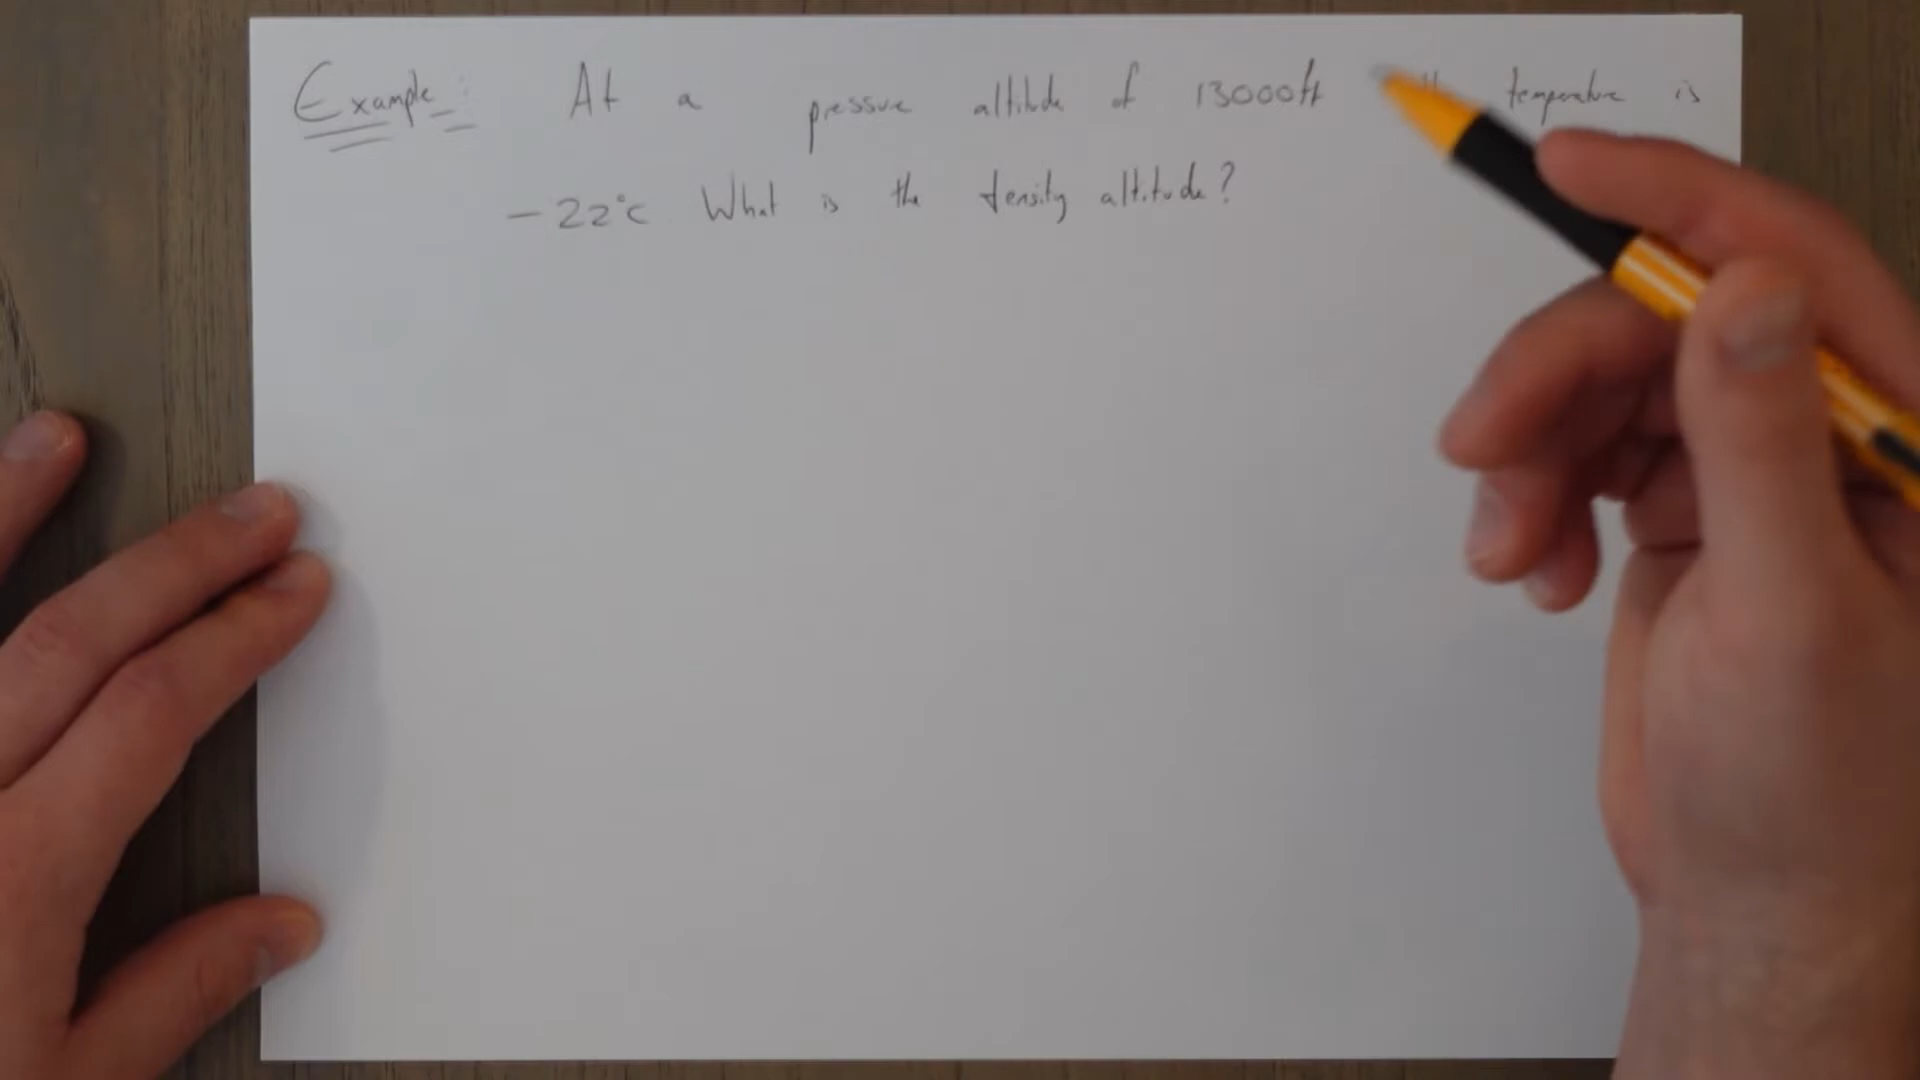 Example: At a pressure altitude of 13000ft temperature is
-22°c What is the density altitude?